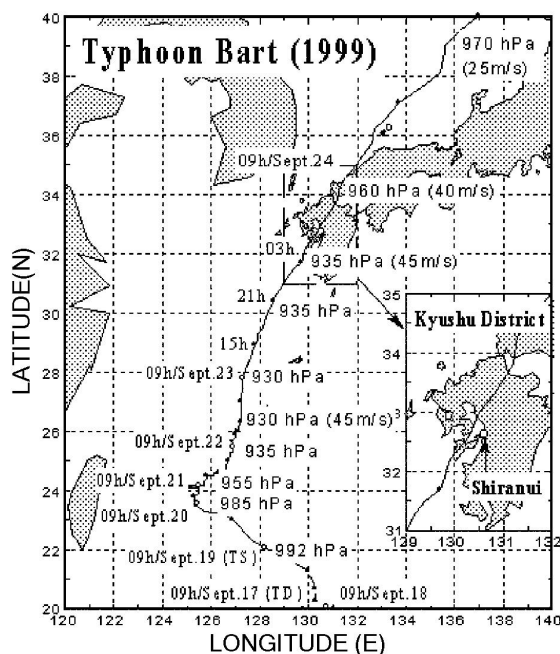 Typhoon Bart (1999)
970 hPa
(25m/s)
09h/Sept.24
960 hPa (40m/s)
03h
935 hPa (45m/s)
21h
935 hPa
15h
09h/Sept.23
930 hPa
930 hPa (45m/s)
09h/Sept.22
935 hPa
09h/Sept.21
955 hPa
985 hPa
09h/Sept.20
09h/Sept.19 (TS)
992 hPa
09h/Sept.17 (TD)
09h/Sept.18
40
38
36
34
32
30
28
26
24
22
20
120
122
124
126
128
130
132
134
136
138
140
LATITUDE(N)
LONGITUDE (E)
Kyushu District
Shiranui
35
34
33
32
31
129
130
131
132